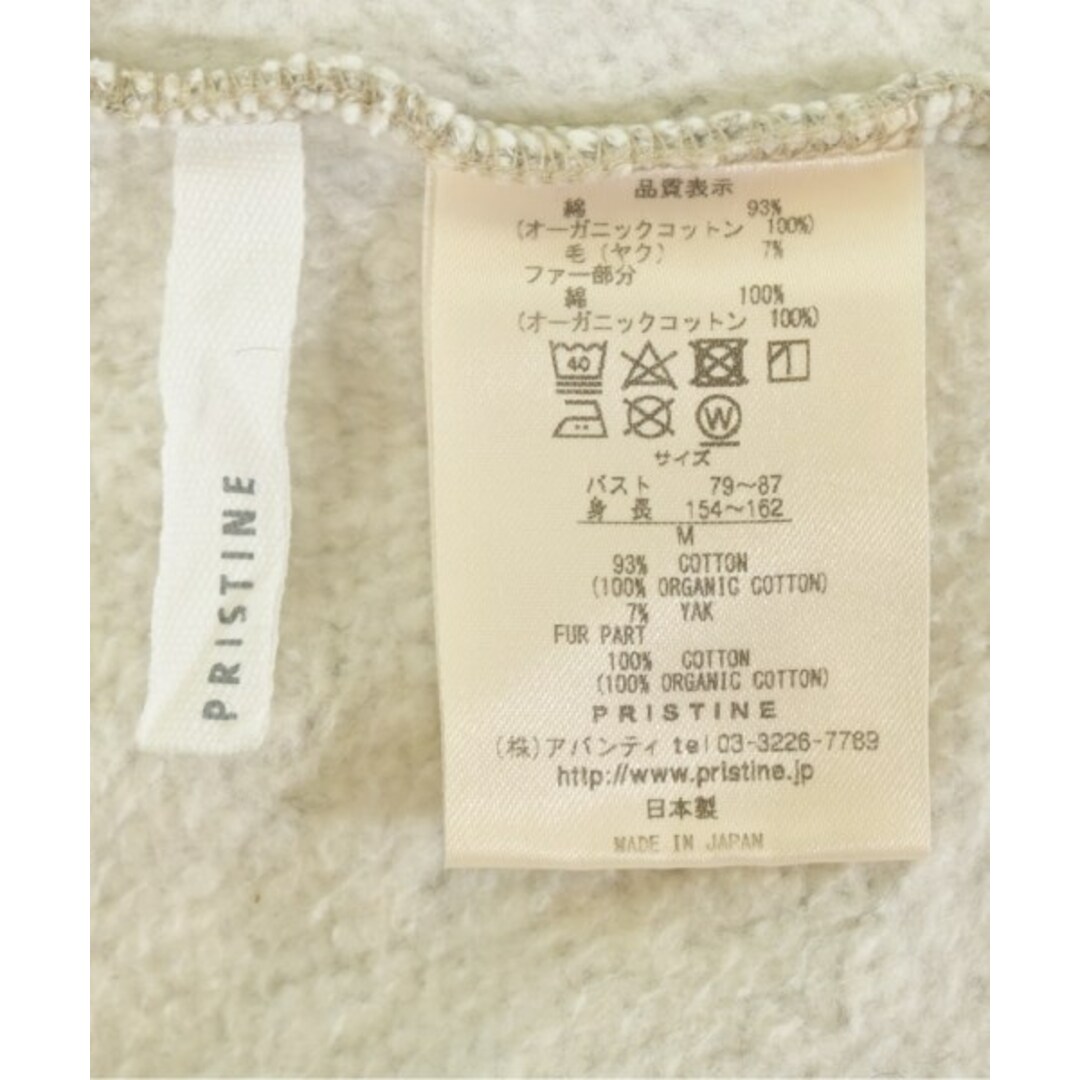 PRISTINE
品質表示
綿 93%
(オーガニックコットン 100%)
毛(ヤク) 7%
ファー部分
綿 100%
(オーガニックコットン 100%)
40
W
サイズ
バスト 79〜87
身 長 154〜162
M
93% COTTON
(100% ORGANIC COTTON)
7% YAK
FUR PART
100% COTTON
(100% ORGANIC COTTON)
PRISTINE
(株)アバンティ tel 03-3226-7789
http://www.pristine.jp
日本製
MADE IN JAPAN